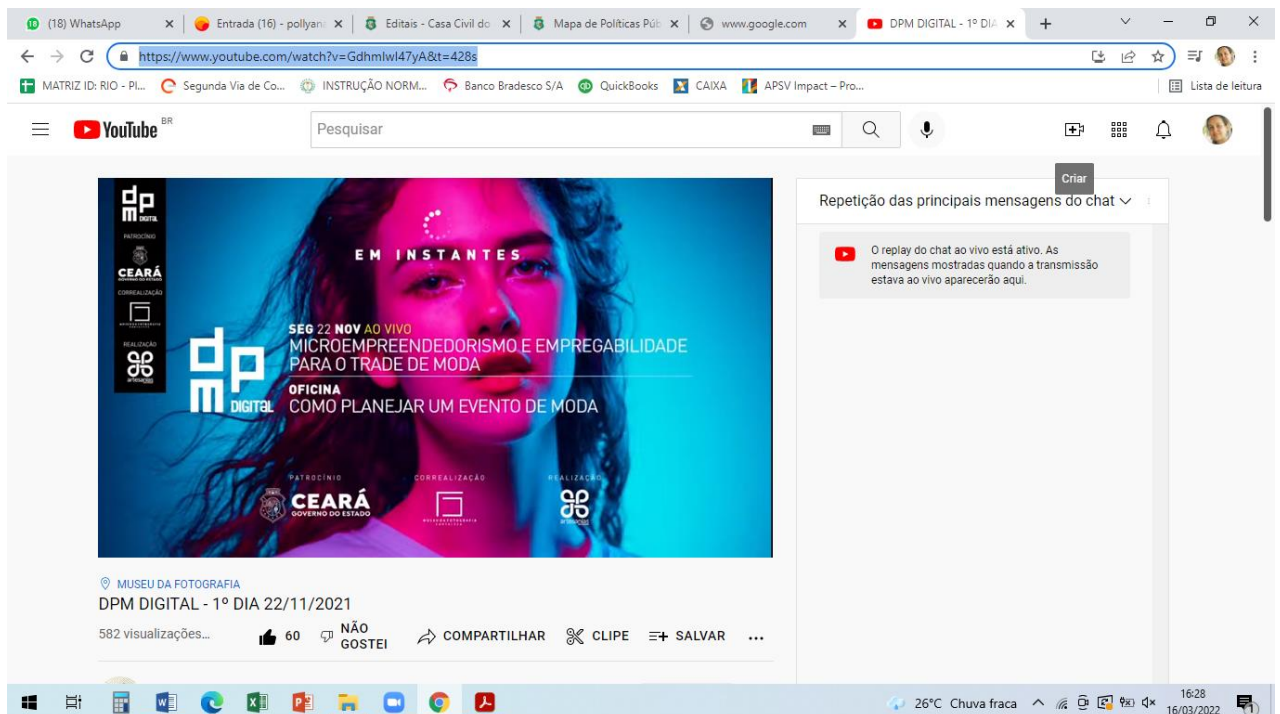 (18) WhatsApp
Entrada (16) - pollyan
Editais - Casa Civil do
Mapa de Políticas Púb
www.google.com
DPM DIGITAL - 1º DIA
https://www.youtube.com/watch?v=GdhmIwI47yA&t=428s
MATRIZ ID: RIO - Pl...
Segunda Via de Co...
INSTRUÇÃO NORM...
Banco Bradesco S/A
QuickBooks
CAIXA
APSV Impact – Pro...
Lista de leitura
YouTube BR
Pesquisar
Criar
dpm
DIGITAL
PATROCÍNIO
CEARÁ
GOVERNO DO ESTADO
CORREALIZAÇÃO
REALIZAÇÃO
EM INSTANTES
SEG 22 NOV AO VIVO
MICROEMPREENDEDORISMO E EMPREGABILIDADE
PARA O TRADE DE MODA
OFICINA
COMO PLANEJAR UM EVENTO DE MODA
dpm
DIGITAL
PATROCÍNIO
CORREALIZAÇÃO
REALIZAÇÃO
CEARÁ
GOVERNO DO ESTADO
Repetição das principais mensagens do chat
O replay do chat ao vivo está ativo. As
mensagens mostradas quando a transmissão
estava ao vivo aparecerão aqui.
MUSEU DA FOTOGRAFIA
DPM DIGITAL - 1º DIA 22/11/2021
582 visualizações...
60
NÃO
GOSTEI
COMPARTILHAR
CLIPE
SALVAR
26°C Chuva fraca
16:28
16/03/2022